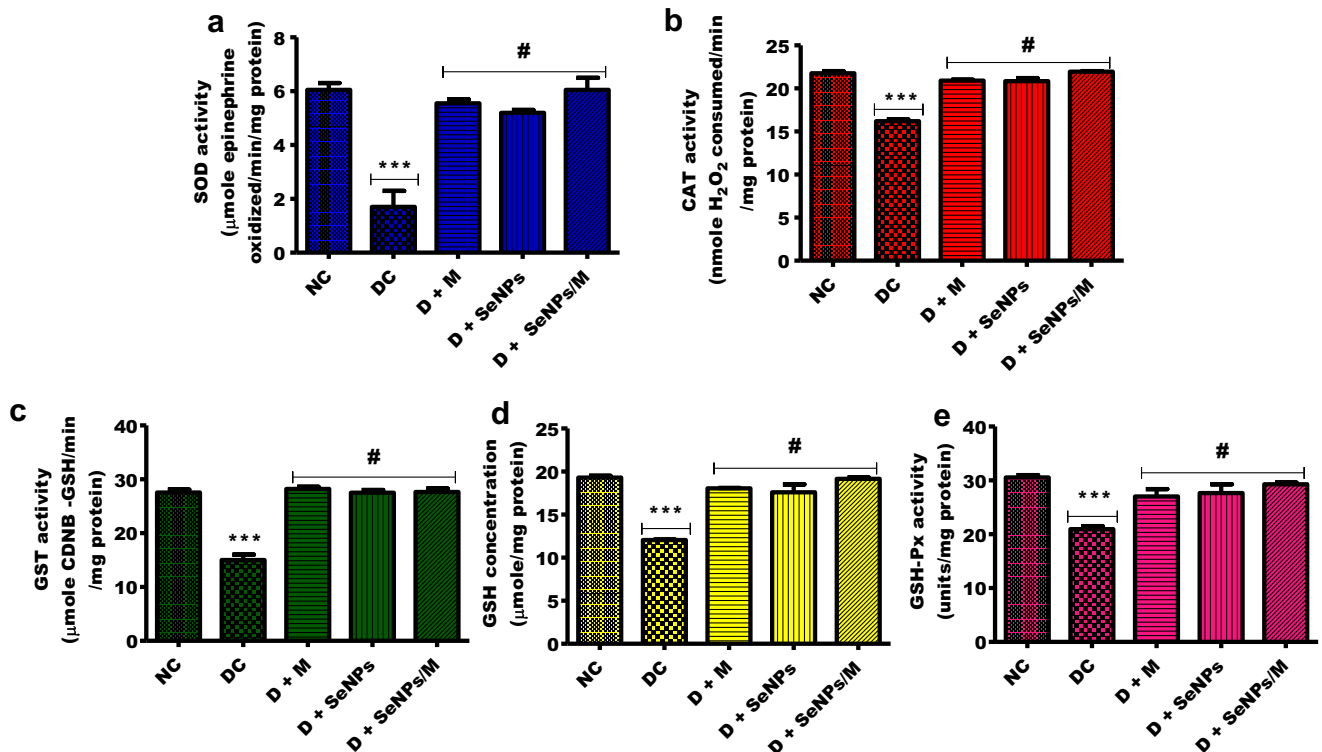 a
SOD activity
(μmole epinephrine
oxidized/min/mg protein)
8
6
4
2
0
***
#
NC
DC
D + M
D + SeNPs
D + SeNPs/M
b
CAT activity
(nmole H2O2 consumed/min
/mg protein)
25
20
15
10
5
0
***
#
NC
DC
D + M
D + SeNPs
D + SeNPs/M
c
GST activity
(μmole CDNB -GSH/min
/mg protein)
40
30
20
10
0
***
#
NC
DC
D + M
D + SeNPs
D + SeNPs/M
d
GSH concentration
(μmole/mg protein)
25
20
15
10
5
0
***
#
NC
DC
D + M
D + SeNPs
D + SeNPs/M
e
GSH-Px activity
(units/mg protein)
40
30
20
10
0
***
#
NC
DC
D + M
D + SeNPs
D + SeNPs/M